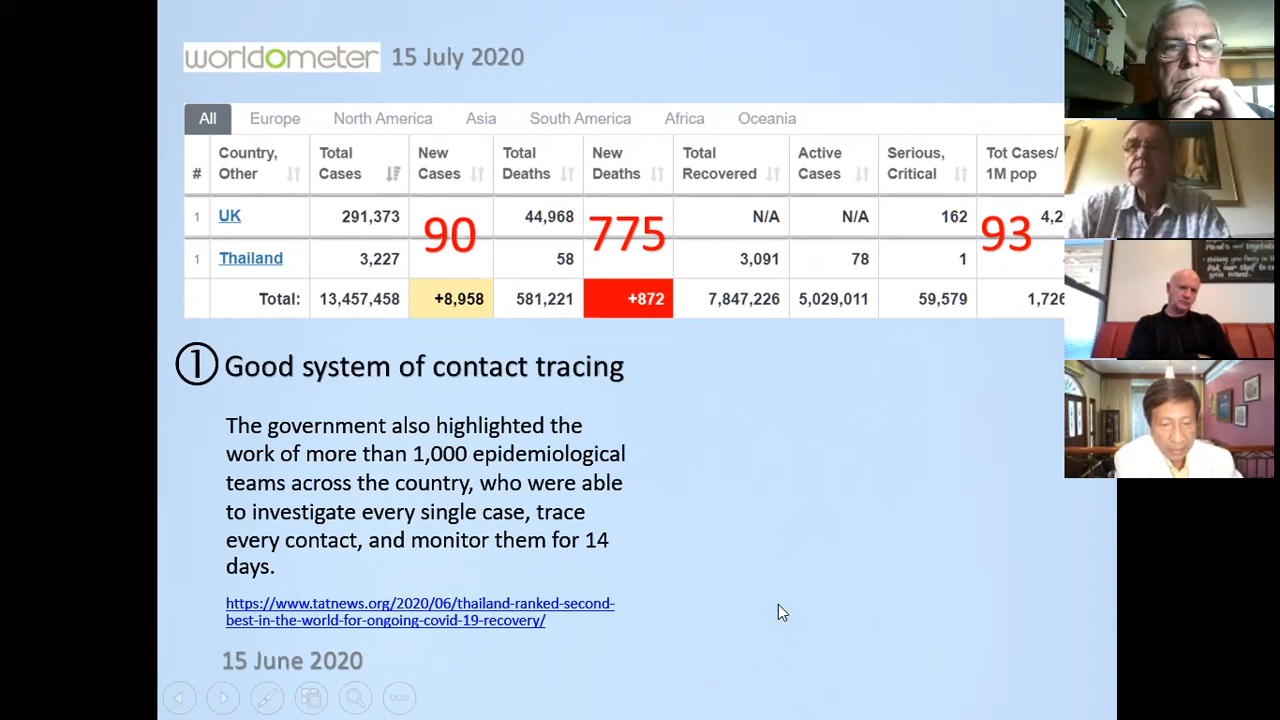 worldometer 15 July 2020
All Europe North America Asia South America Africa Oceania
# Country, Other Total Cases New Cases Total Deaths New Deaths Total Recovered Active Cases Serious, Critical Tot Cases/ 1M pop
1 UK 291,373 44,968 N/A N/A 162
90 775 93
1 Thailand 3,227 58 3,091 78 1
Total: 13,457,458 +8,958 581,221 +872 7,847,226 5,029,011 59,579
① Good system of contact tracing
The government also highlighted the
work of more than 1,000 epidemiological
teams across the country, who were able
to investigate every single case, trace
every contact, and monitor them for 14
days.
https://www.tatnews.org/2020/06/thailand-ranked-second-
best-in-the-world-for-ongoing-covid-19-recovery/
15 June 2020